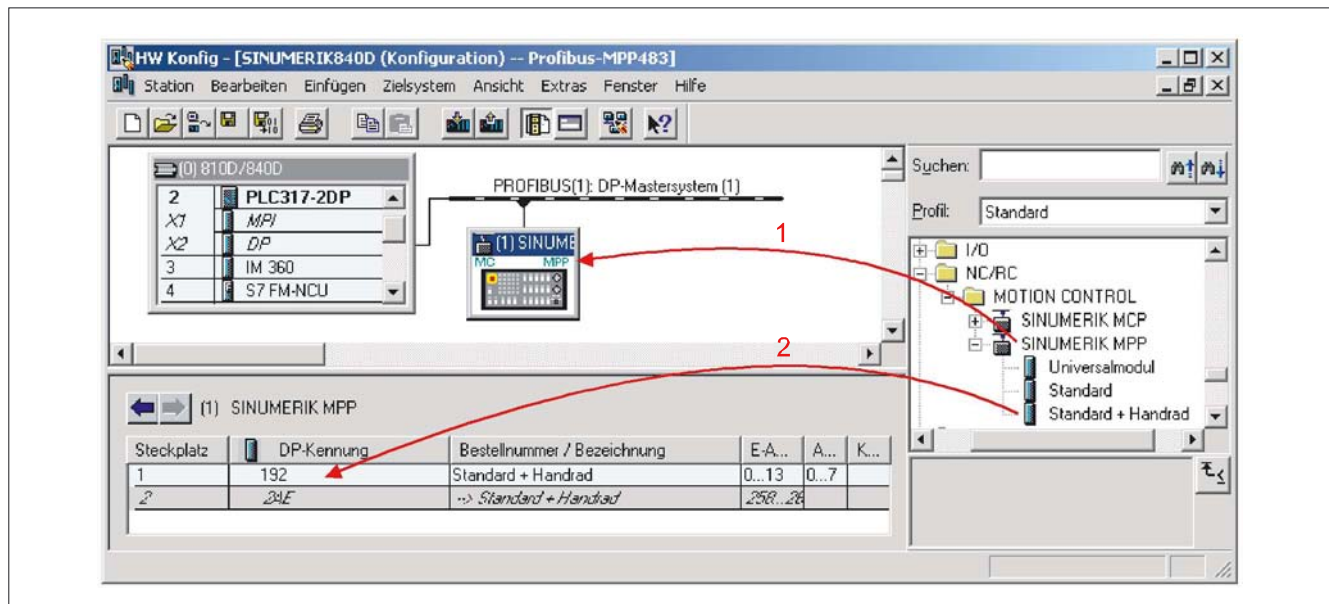 HW Konfig - [SINUMERIK840D (Konfiguration) -- Profibus-MPP483]
Station Bearbeiten Einfügen Zielsystem Ansicht Extras Fenster Hilfe
(0) 810D/840D
2 PLC317-2DP
X1 MPI
X2 DP
3 IM 360
4 S7 FM-NCU
PROFIBUS(1): DP-Mastersystem (1)
(1) SINUME
MC MPP
1
2
Suchen:
Profil: Standard
I/O
NC/RC
MOTION CONTROL
SINUMERIK MCP
SINUMERIK MPP
Universalmodul
Standard
Standard + Handrad
(1) SINUMERIK MPP
Steckplatz DP-Kennung Bestellnummer / Bezeichnung E-A... A... K...
1 192 Standard + Handrad 0...13 0...7
2 2AE --> Standard + Handrad 258...26